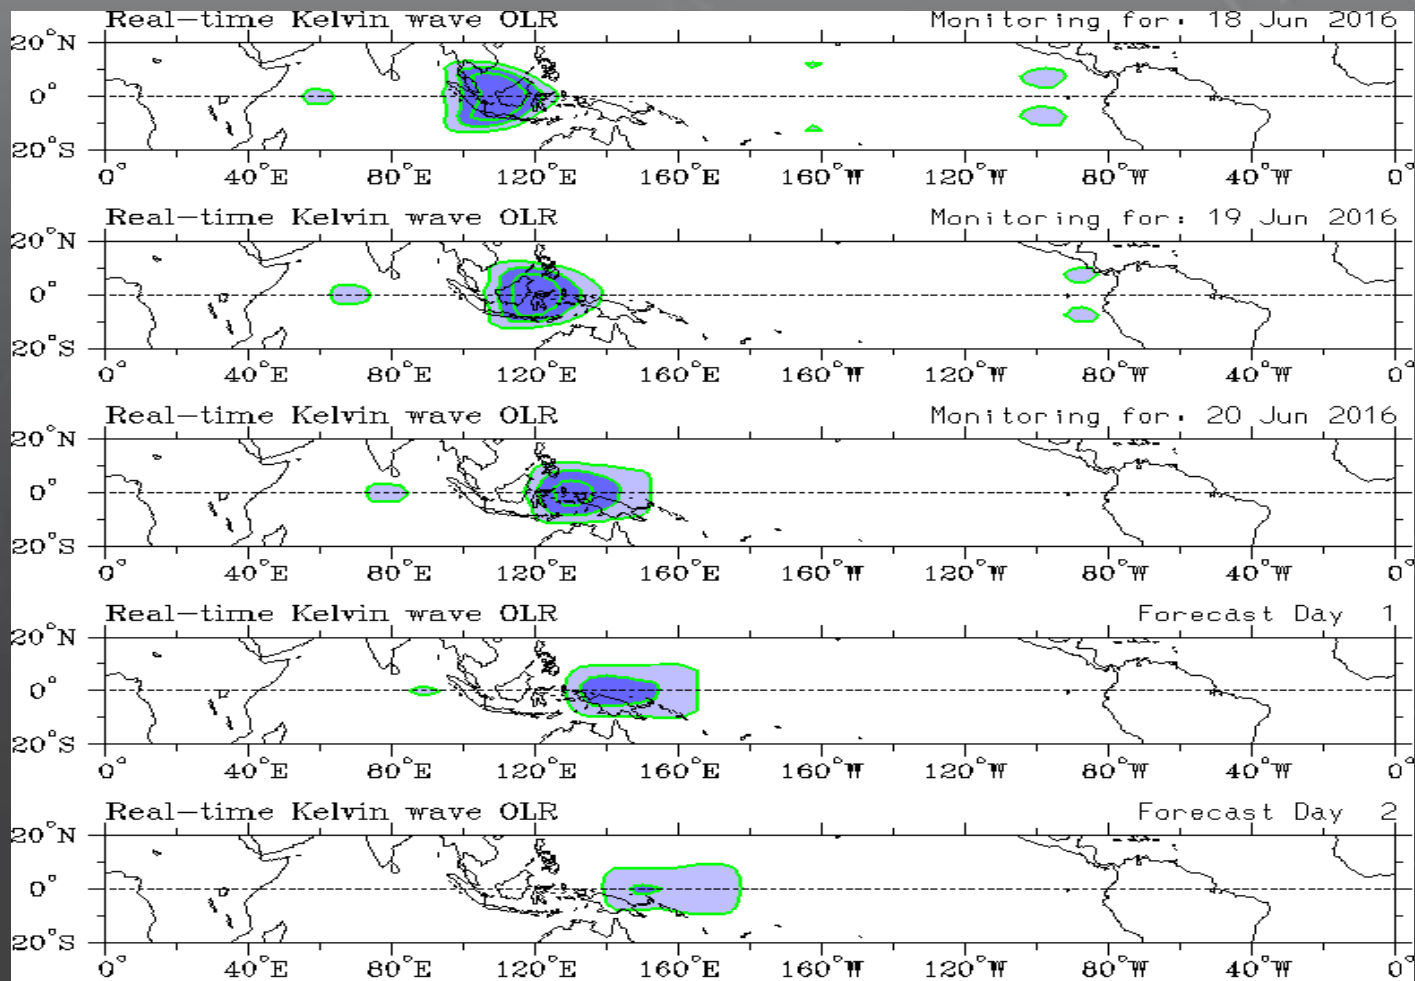 Real-time Kelvin wave OLR Monitoring for: 18 Jun 2016
20°N
0°
20°S
0° 40°E 80°E 120°E 160°E 160°W 120°W 80°W 40°W 0°
Real-time Kelvin wave OLR Monitoring for: 19 Jun 2016
20°N
0°
20°S
0° 40°E 80°E 120°E 160°E 160°W 120°W 80°W 40°W 0°
Real-time Kelvin wave OLR Monitoring for: 20 Jun 2016
20°N
0°
20°S
0° 40°E 80°E 120°E 160°E 160°W 120°W 80°W 40°W 0°
Real-time Kelvin wave OLR Forecast Day 1
20°N
0°
20°S
0° 40°E 80°E 120°E 160°E 160°W 120°W 80°W 40°W 0°
Real-time Kelvin wave OLR Forecast Day 2
20°N
0°
20°S
0° 40°E 80°E 120°E 160°E 160°W 120°W 80°W 40°W 0°